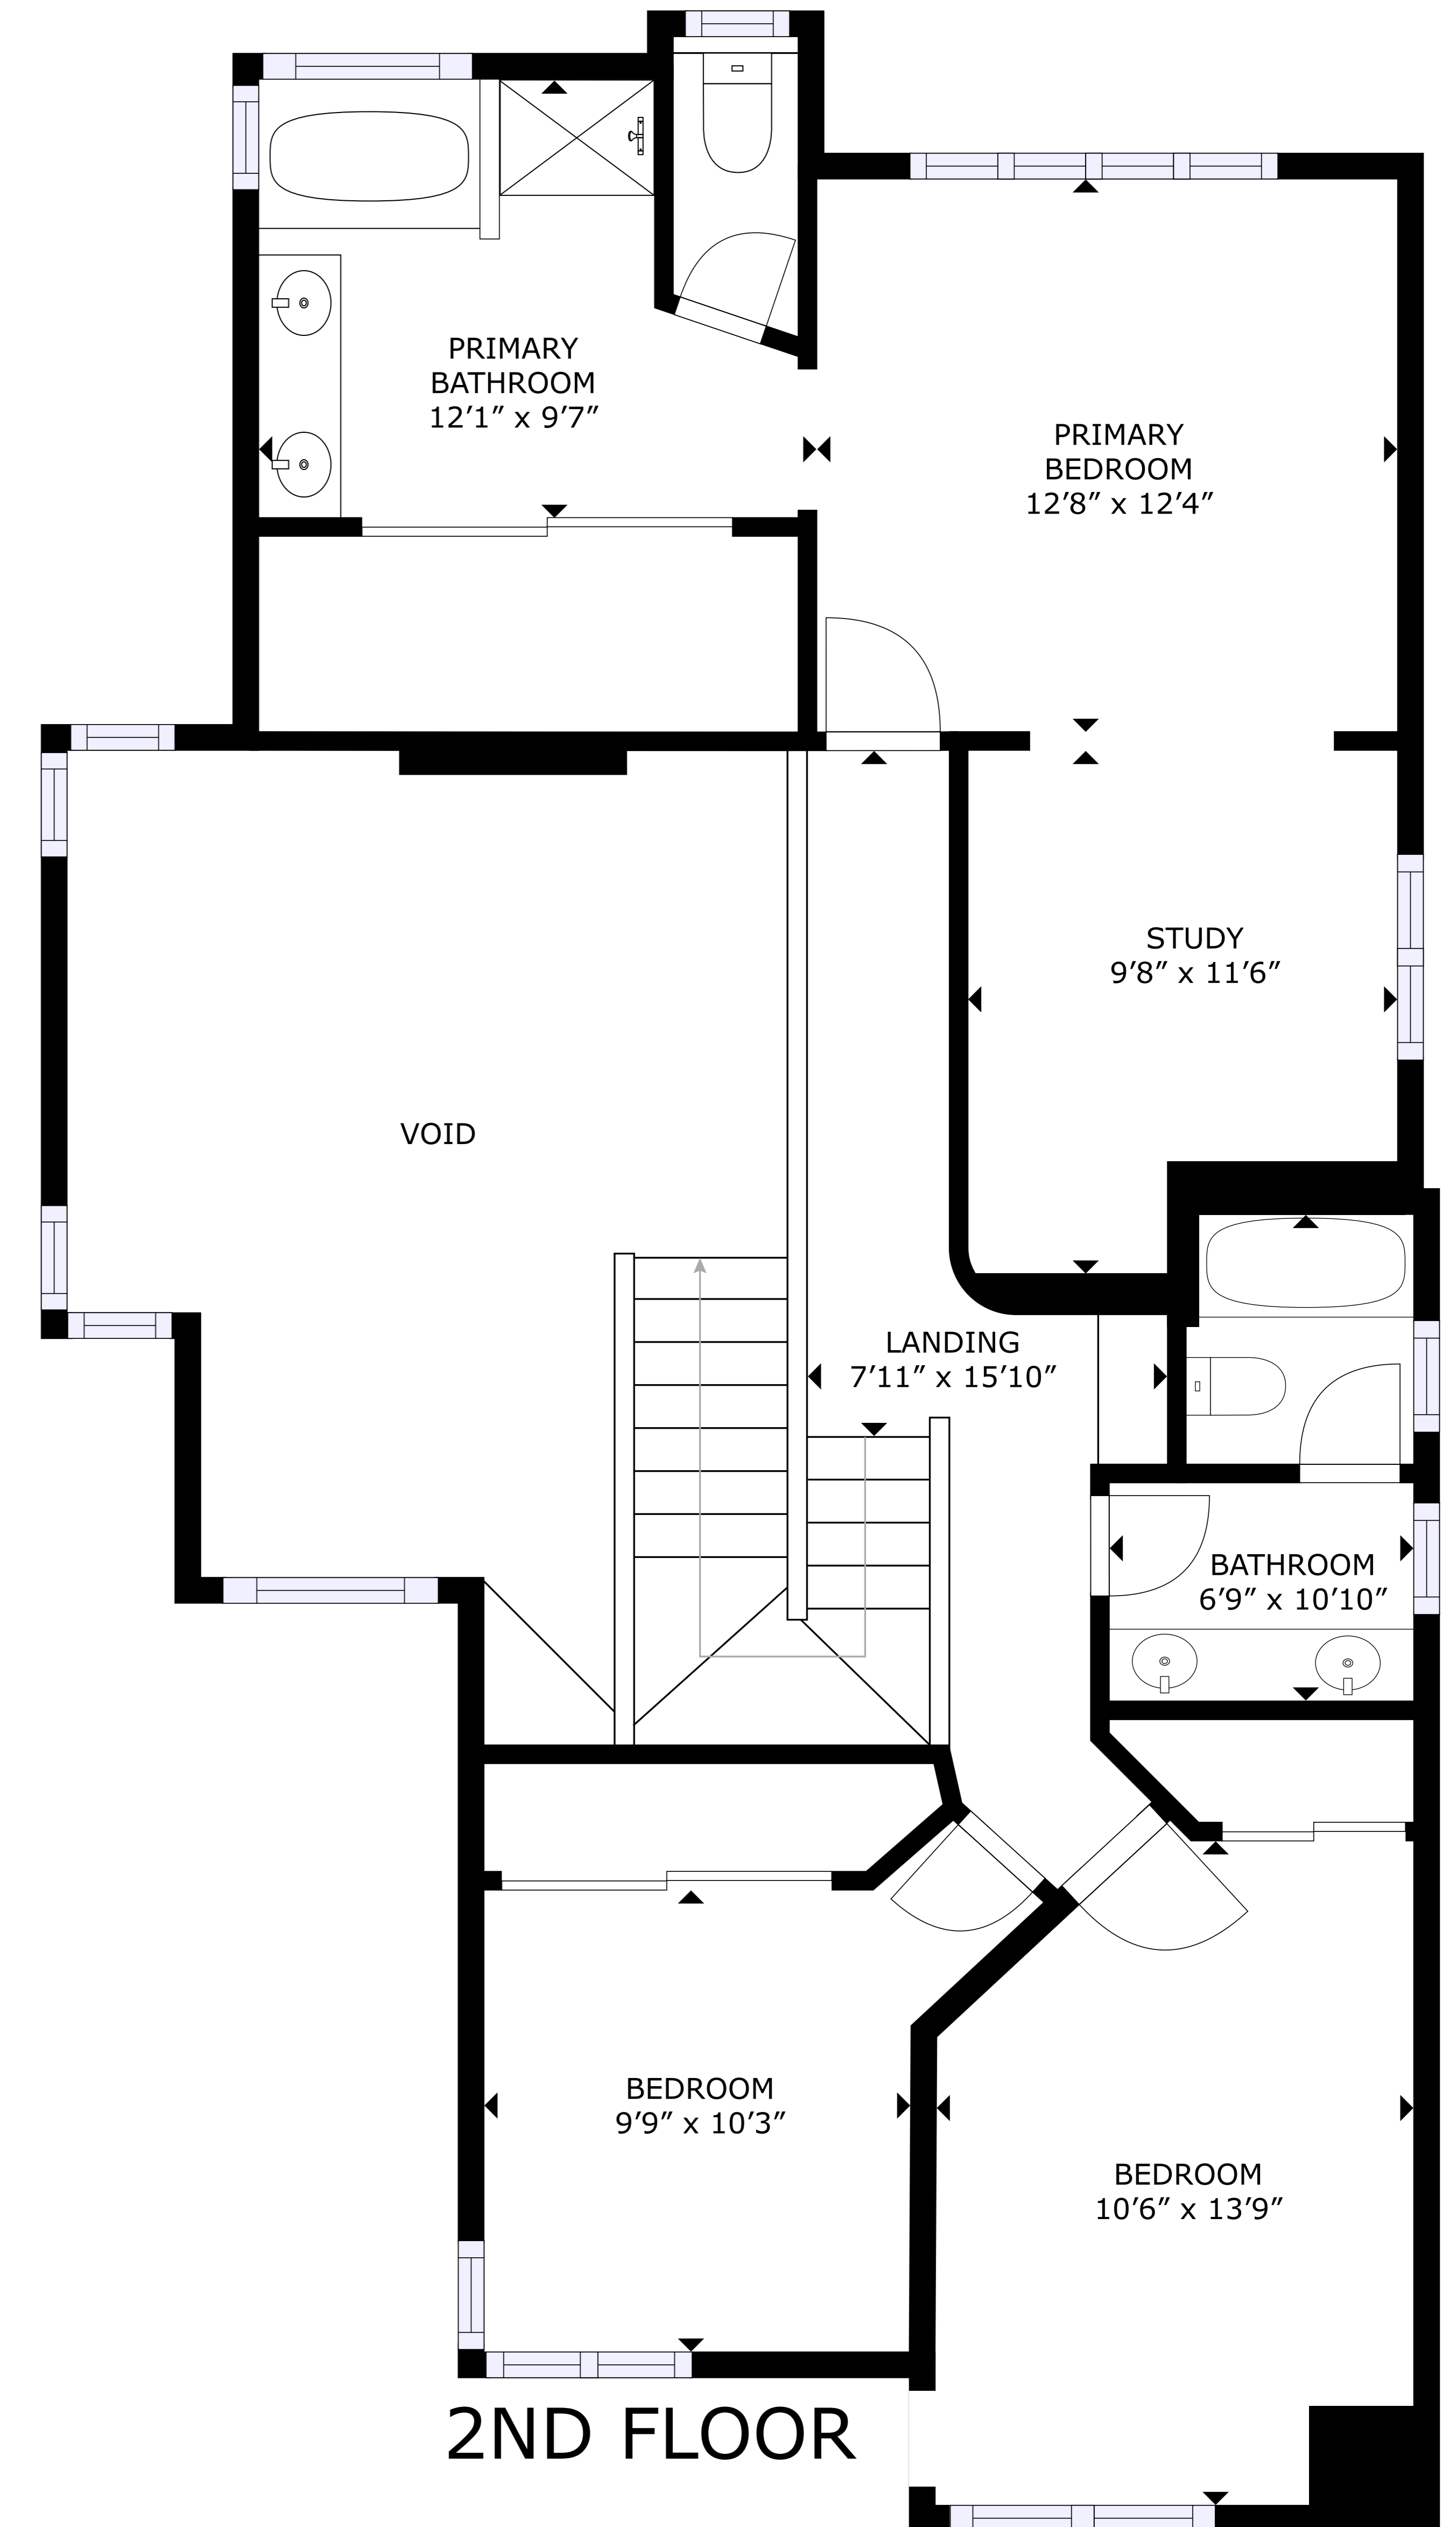 PRIMARY
BATHROOM
12’1” x 9’7”
PRIMARY
BEDROOM
12’8” x 12’4”
STUDY
9’8” x 11’6”
VOID
LANDING
7’11” x 15’10”
BATHROOM
6’9” x 10’10”
BEDROOM
9’9” x 10’3”
BEDROOM
10’6” x 13’9”
2ND FLOOR